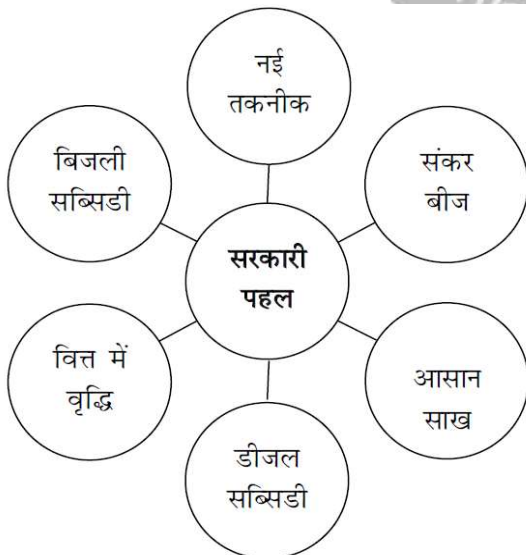 नई
तकनीक
बिजली
सब्सिडी
संकर
बीज
सरकारी
पहल
वित्त में
वृद्धि
आसान
साख
डीजल
सब्सिडी